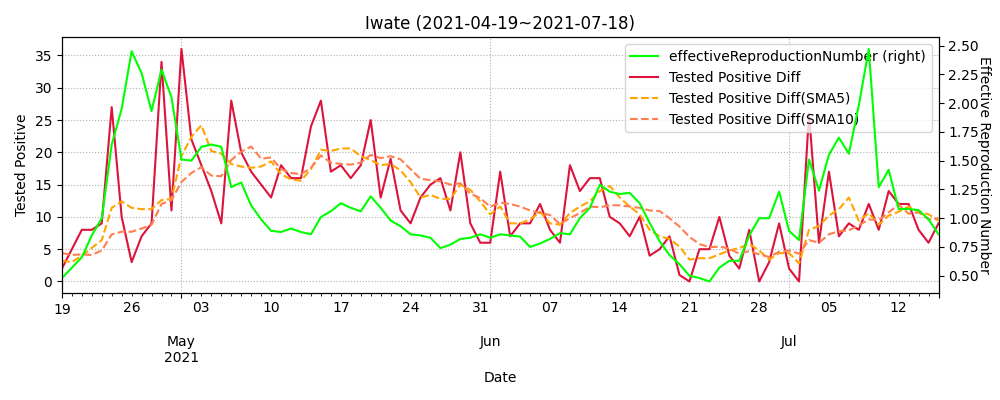 Iwate (2021-04-19~2021-07-18)
effectiveReproductionNumber (right)
Tested Positive Diff
Tested Positive Diff(SMA5)
Tested Positive Diff(SMA10)
Tested Positive
35
30
25
20
15
10
5
0
2.50
2.25
2.00
1.75
1.50
1.25
1.00
0.75
0.50
Effective Reproduction Number
19 26 03 10 17 24 31 07 14 21 28 05 12
May Jun Jul
2021
Date